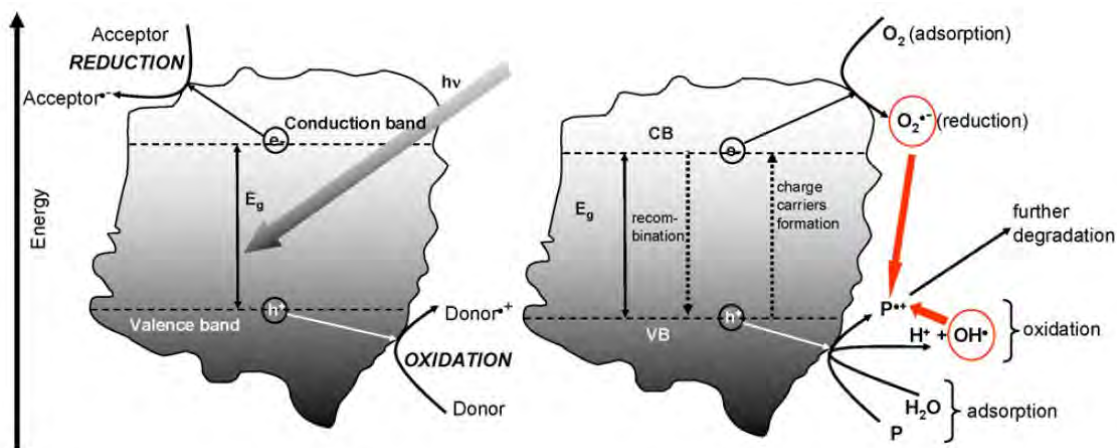 Energy
Acceptor
REDUCTION
Acceptor•-
hν
e-
Conduction band
Eg
h+
Valence band
Donor•+
OXIDATION
Donor
O2 (adsorption)
O2•- (reduction)
CB
e-
Eg
recom-
bination
charge
carriers
formation
further
degradation
P•+
H+ + OH•
oxidation
h+
VB
H2O
P
adsorption